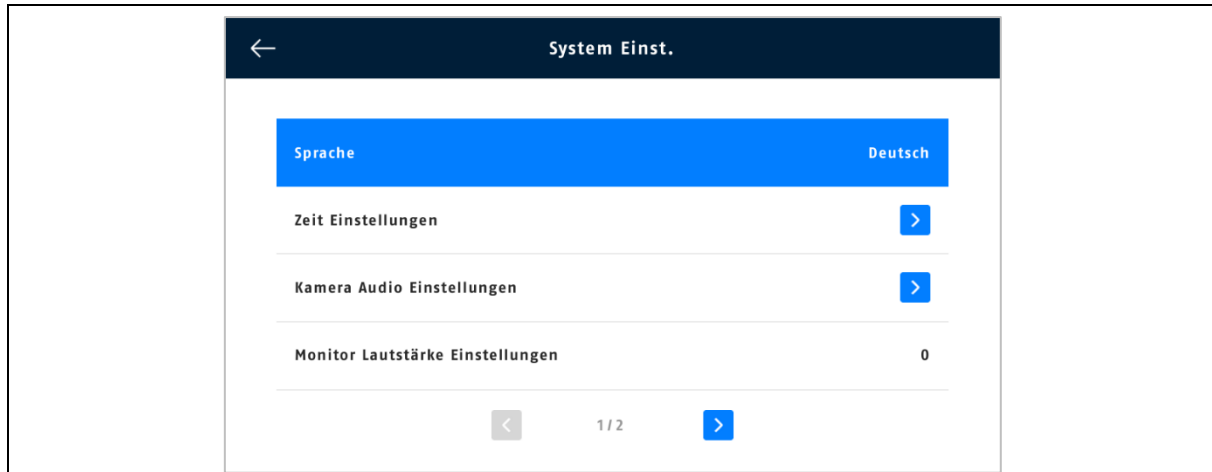 System Einst.
Sprache Deutsch
Zeit Einstellungen
Kamera Audio Einstellungen
Monitor Lautstärke Einstellungen 0
1/2